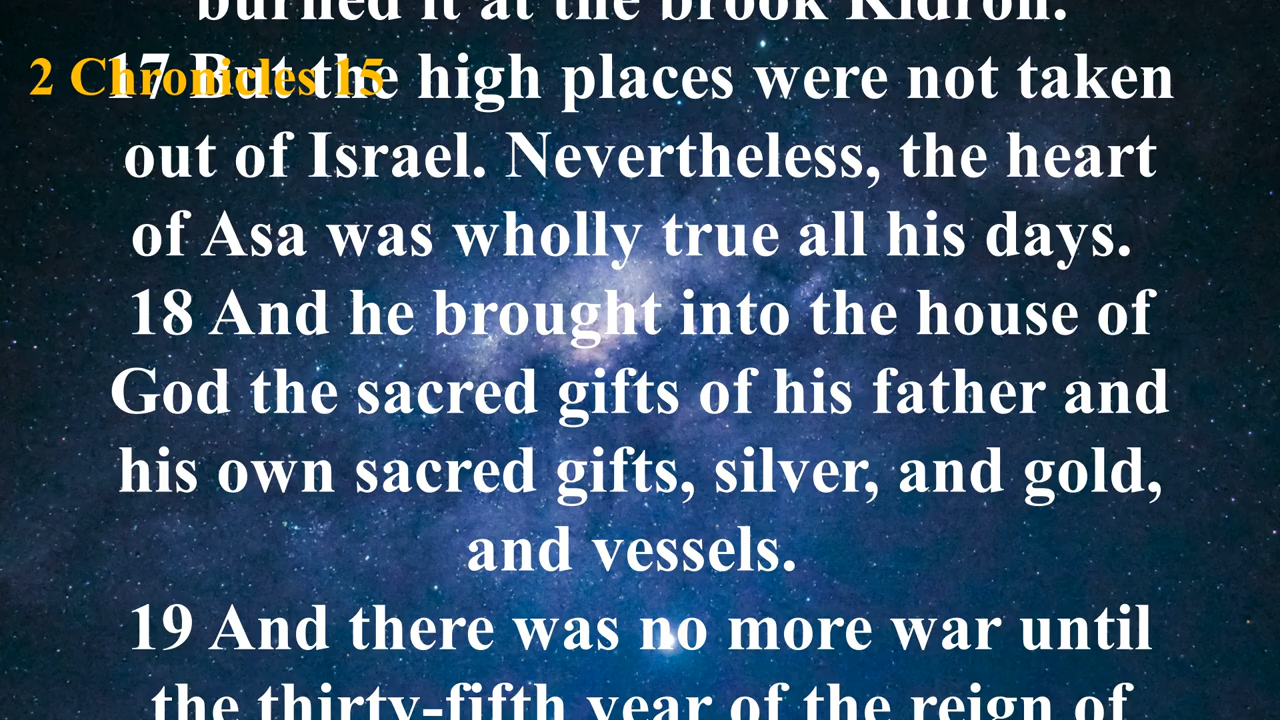 burned it at the brook Kidron.
2 Chronicles 15
17 But the high places were not taken
out of Israel. Nevertheless, the heart
of Asa was wholly true all his days.
18 And he brought into the house of
God the sacred gifts of his father and
his own sacred gifts, silver, and gold,
and vessels.
19 And there was no more war until
the thirty-fifth year of the reign of